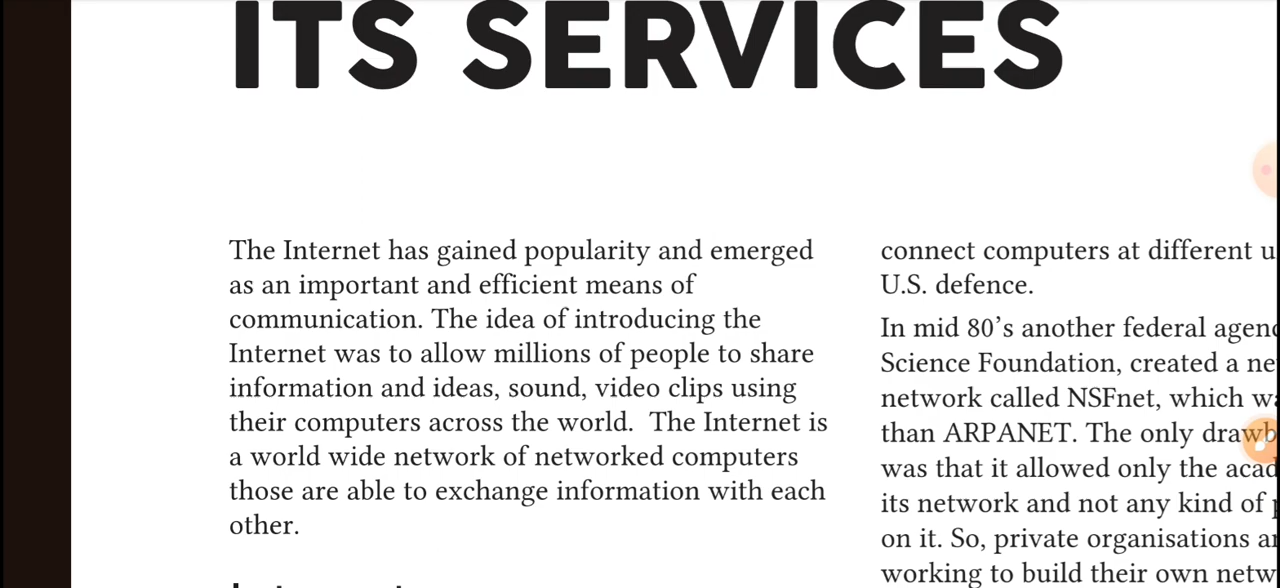 ITS SERVICES
The Internet has gained popularity and emerged
as an important and efficient means of
communication. The idea of introducing the
Internet was to allow millions of people to share
information and ideas, sound, video clips using
their computers across the world.  The Internet is
a world wide network of networked computers
those are able to exchange information with each
other.
connect computers at different
U.S. defence.
In mid 80’s another federal
Science Foundation, created a
network called NSFnet, which
than ARPANET. The only
was that it allowed only the
its network and not any kind of
on it. So, private organisations
working to build their own